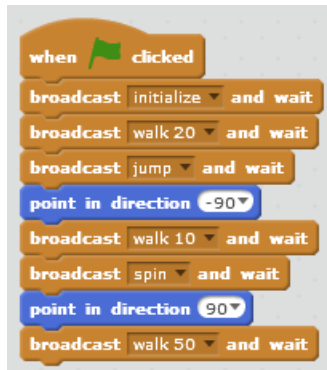 when clicked
broadcast initialize and wait
broadcast walk 20 and wait
broadcast jump and wait
point in direction -90
broadcast walk 10 and wait
broadcast spin and wait
point in direction 90
broadcast walk 50 and wait